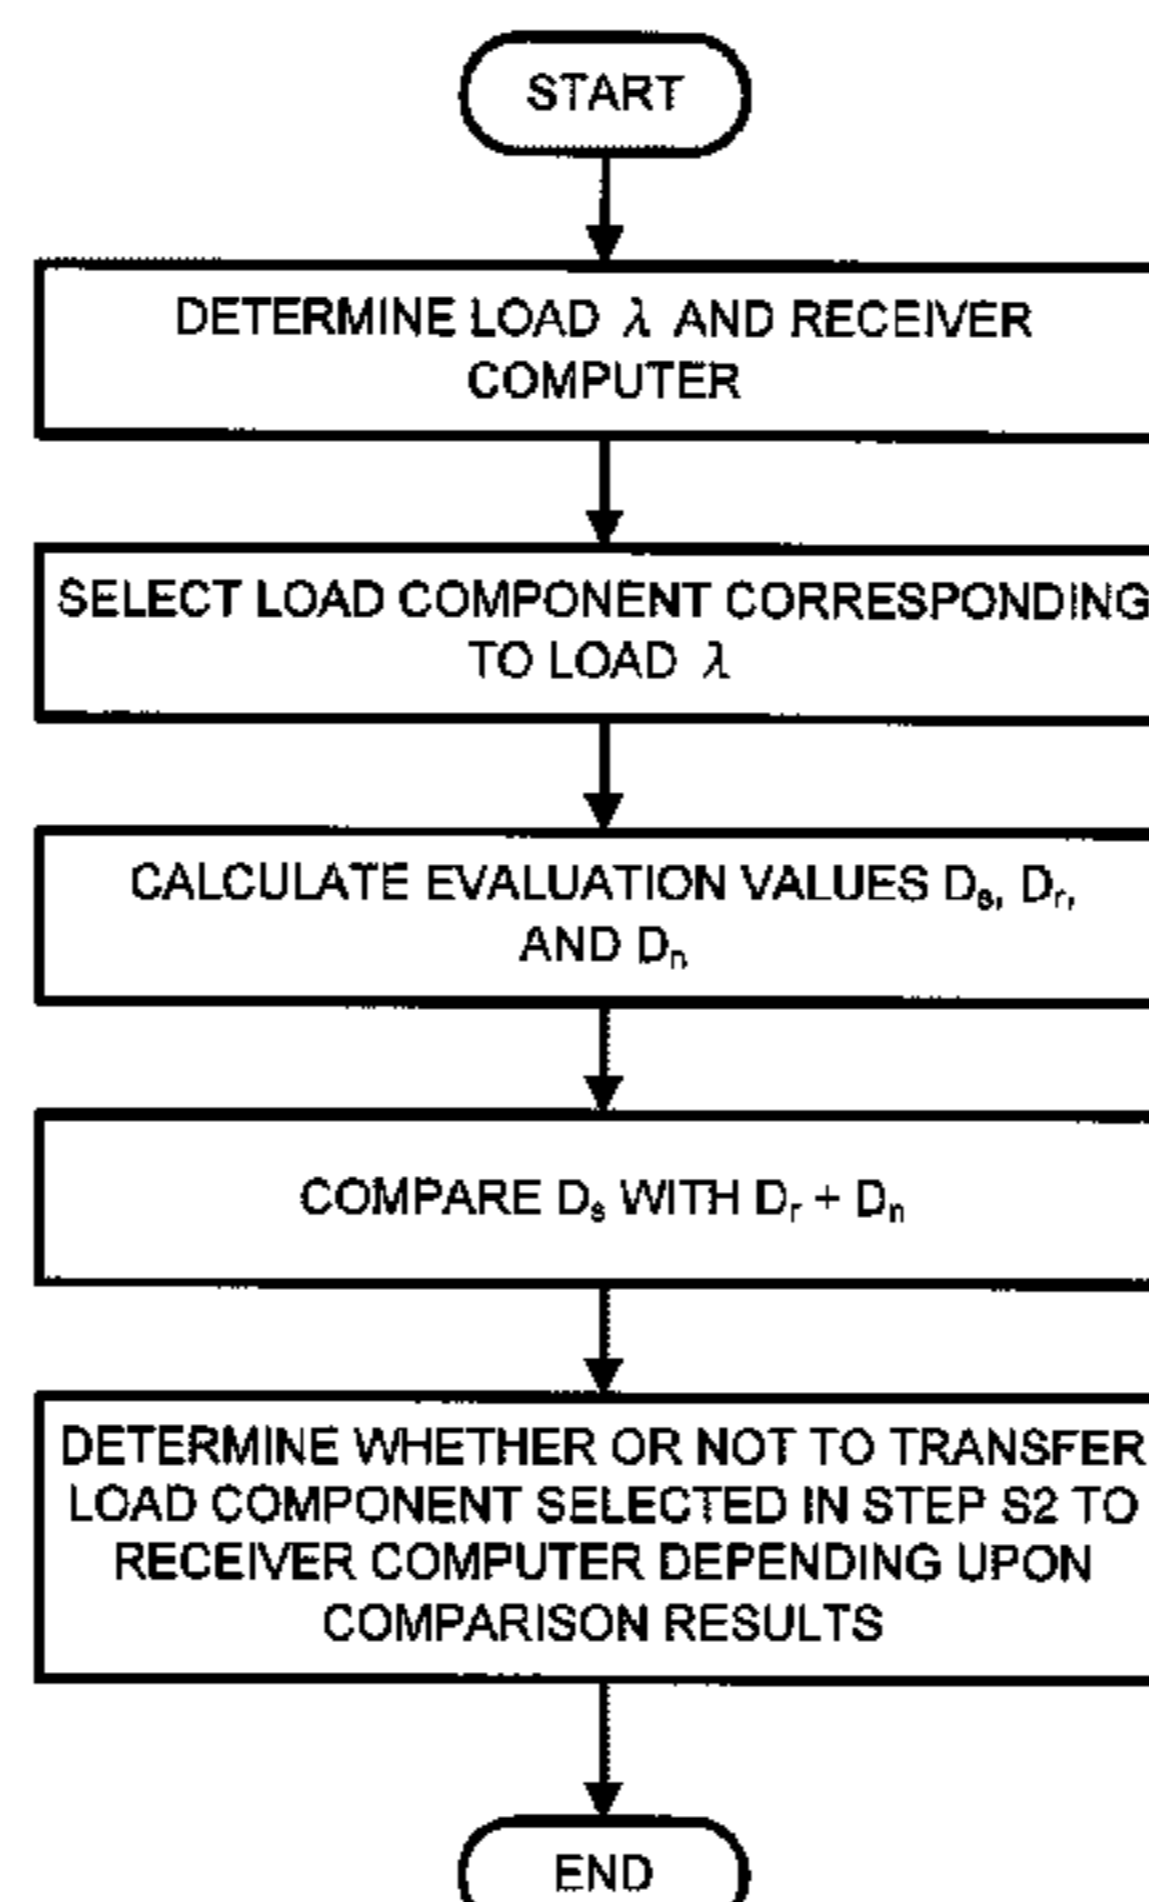 START
DETERMINE LOAD λ AND RECEIVER
COMPUTER
SELECT LOAD COMPONENT CORRESPONDING
TO LOAD λ
CALCULATE EVALUATION VALUES Ds, Dr,
AND Dn
COMPARE Ds WITH Dr + Dn
DETERMINE WHETHER OR NOT TO TRANSFER
LOAD COMPONENT SELECTED IN STEP S2 TO
RECEIVER COMPUTER DEPENDING UPON
COMPARISON RESULTS
END